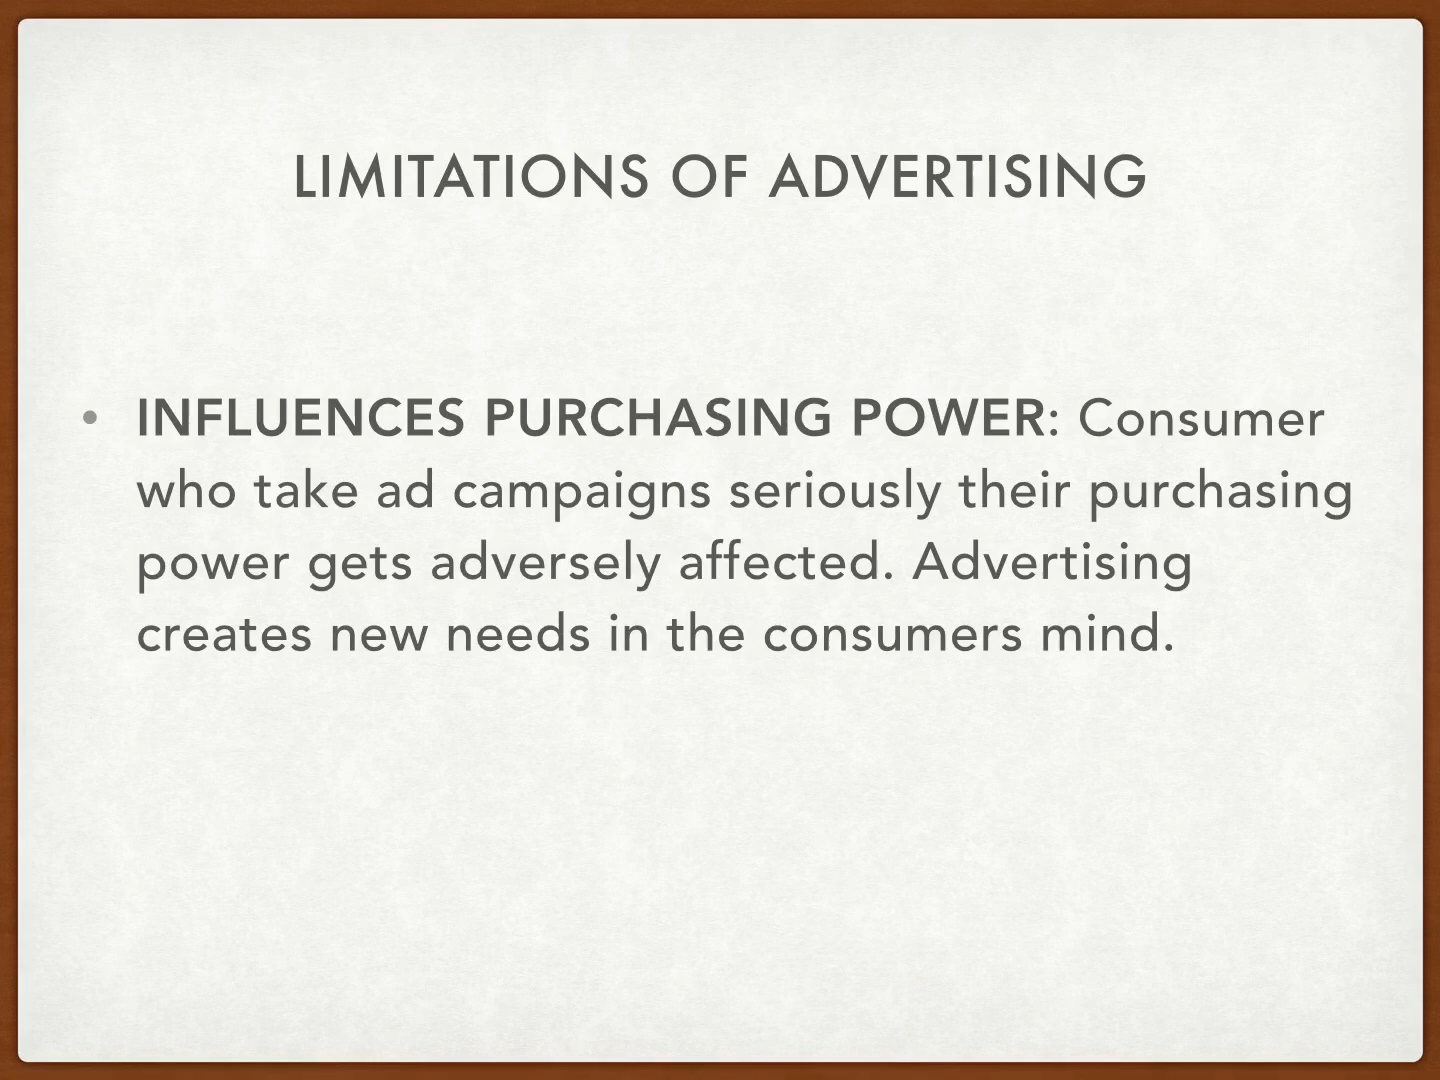 LIMITATIONS OF ADVERTISING
• INFLUENCES PURCHASING POWER: Consumer
who take ad campaigns seriously their purchasing
power gets adversely affected. Advertising
creates new needs in the consumers mind.